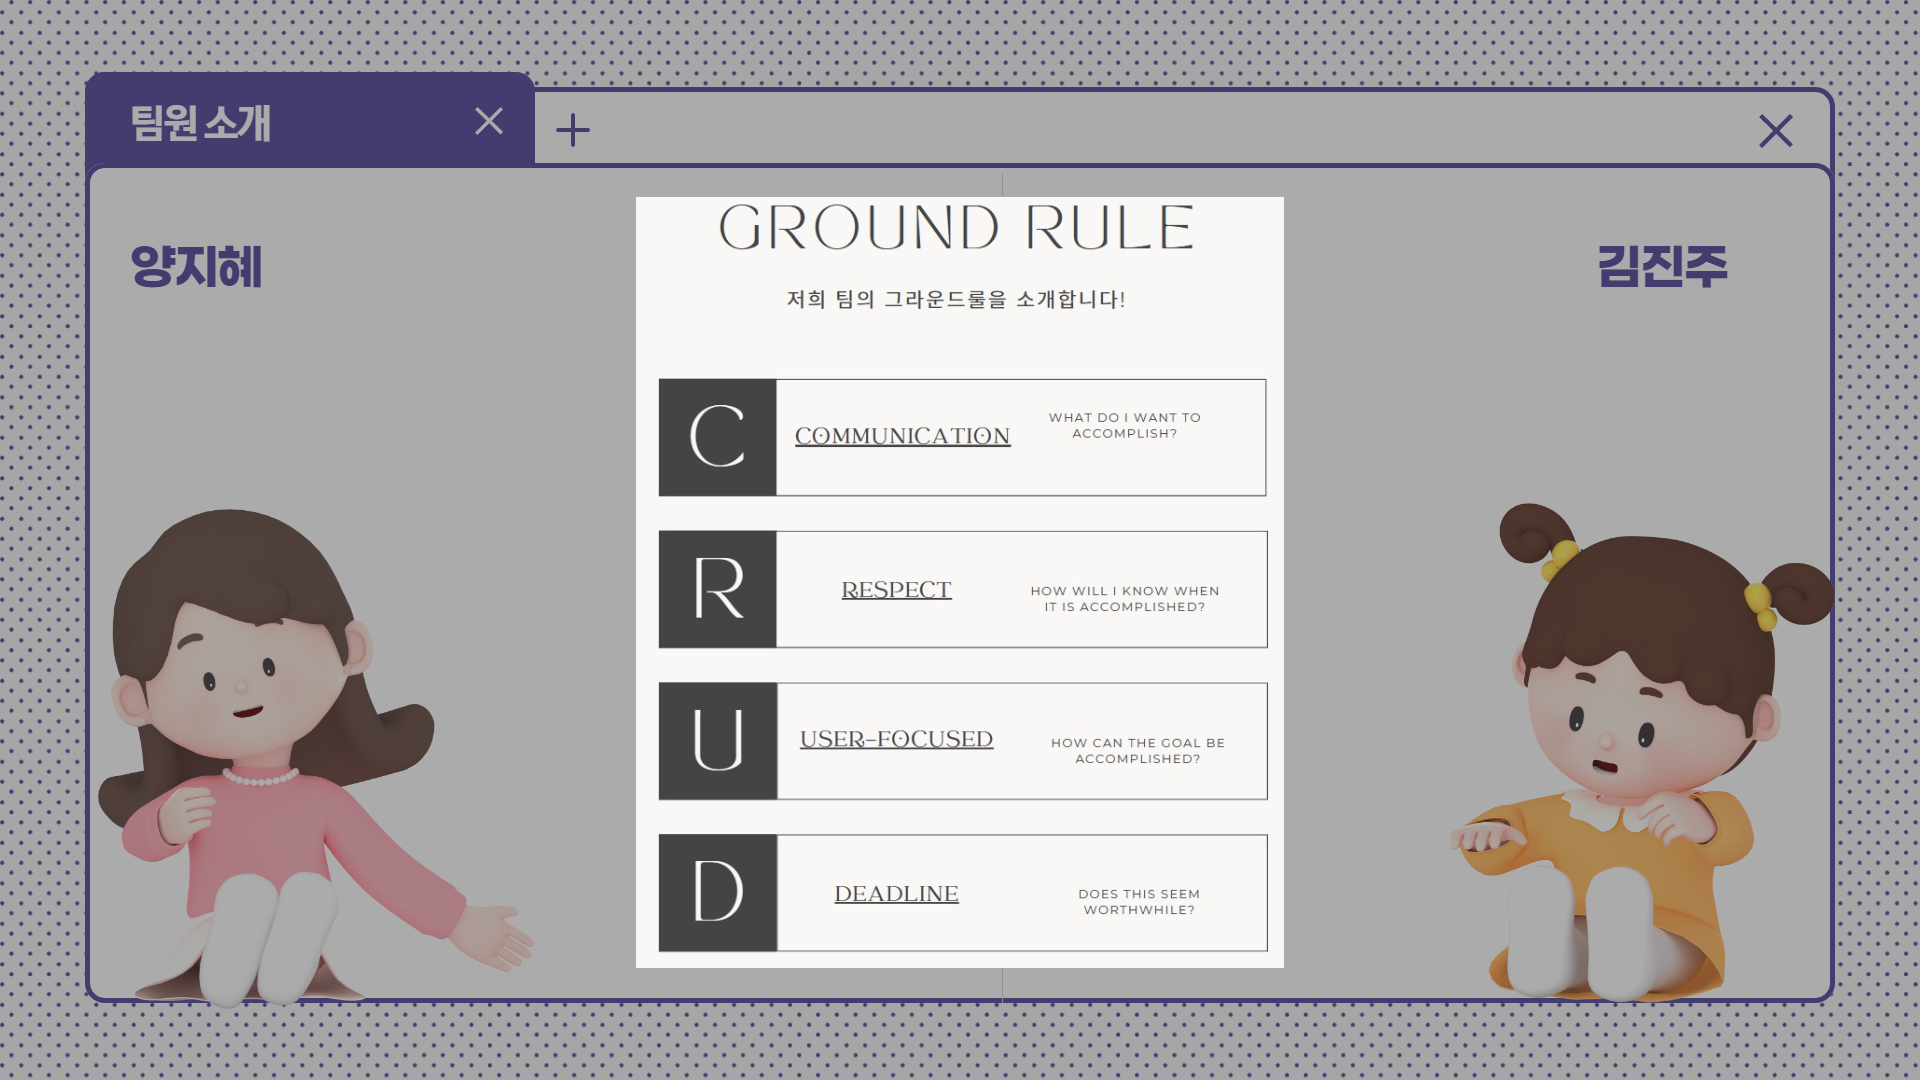 팀원 소개
양지혜
김진주
GROUND RULE
저희 팀의 그라운드룰을 소개합니다!
C
COMMUNICATION
WHAT DO I WANT TO
ACCOMPLISH?
R
RESPECT
HOW WILL I KNOW WHEN
IT IS ACCOMPLISHED?
U
USER-FOCUSED
HOW CAN THE GOAL BE
ACCOMPLISHED?
D
DEADLINE
DOES THIS SEEM
WORTHWHILE?